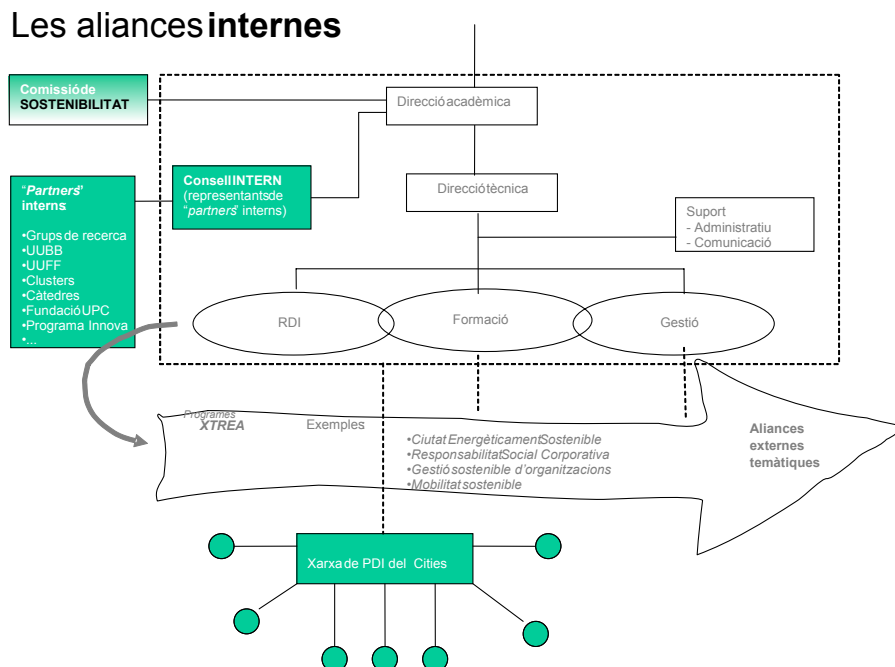 Les aliances internes
Comissió de
SOSTENIBILITAT
Direcció acadèmica
"Partners"
interns:
•Grups de recerca
•UUBB
•UUFF
•Clusters
•Càtedres
•Fundació UPC
•Programa Innova
•...
Consell INTERN
(representants de
"partners" interns)
Direcció tècnica
Suport
- Administratiu
- Comunicació
RDI
Formació
Gestió
Programes
XTREA
Exemples
•Ciutat Energèticament Sostenible
•Responsabilitat Social Corporativa
•Gestió sostenible d'organitzacions
•Mobilitat sostenible
Aliances
externes
temàtiques
Xarxa de PDI del Cities